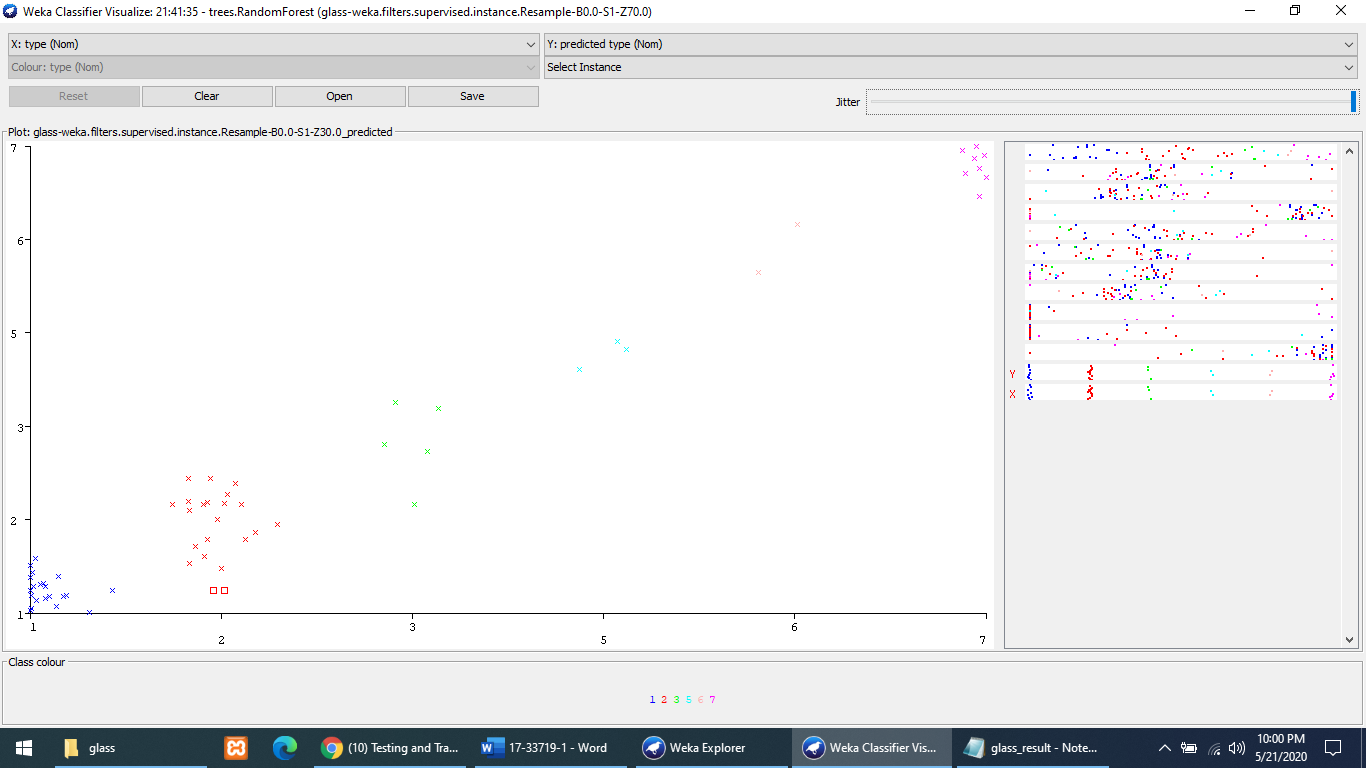 Weka Classifier Visualize: 21:41:35 - trees.RandomForest (glass-weka.filters.supervised.instance.Resample-B0.0-S1-Z70.0)
X: type (Nom)
Y: predicted type (Nom)
Colour: type (Nom)
Select Instance
Reset
Clear
Open
Save
Jitter
Plot: glass-weka.filters.supervised.instance.Resample-B0.0-S1-Z30.0_predicted
7
6
5
3
2
1
1
2
3
5
6
7
Y
X
Class colour
1 2 3 5 6 7
glass
(10) Testing and Tra...
17-33719-1 - Word
Weka Explorer
Weka Classifier Vis...
glass_result - Note...
10:00 PM
5/21/2020